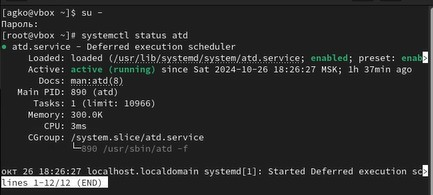 [agko@vbox ~]$ su -
Пароль:
[root@vbox ~]# systemctl status atd
● atd.service - Deferred execution scheduler
Loaded: loaded (/usr/lib/systemd/system/atd.service; enabled; preset: enab>
Active: active (running) since Sat 2024-10-26 18:26:27 MSK; 1h 37min ago
Docs: man:atd(8)
Main PID: 890 (atd)
Tasks: 1 (limit: 10966)
Memory: 300.0K
CPU: 3ms
CGroup: /system.slice/atd.service
└─890 /usr/sbin/atd -f
окт 26 18:26:27 localhost.localdomain systemd[1]: Started Deferred execution sc>
lines 1-12/12 (END)